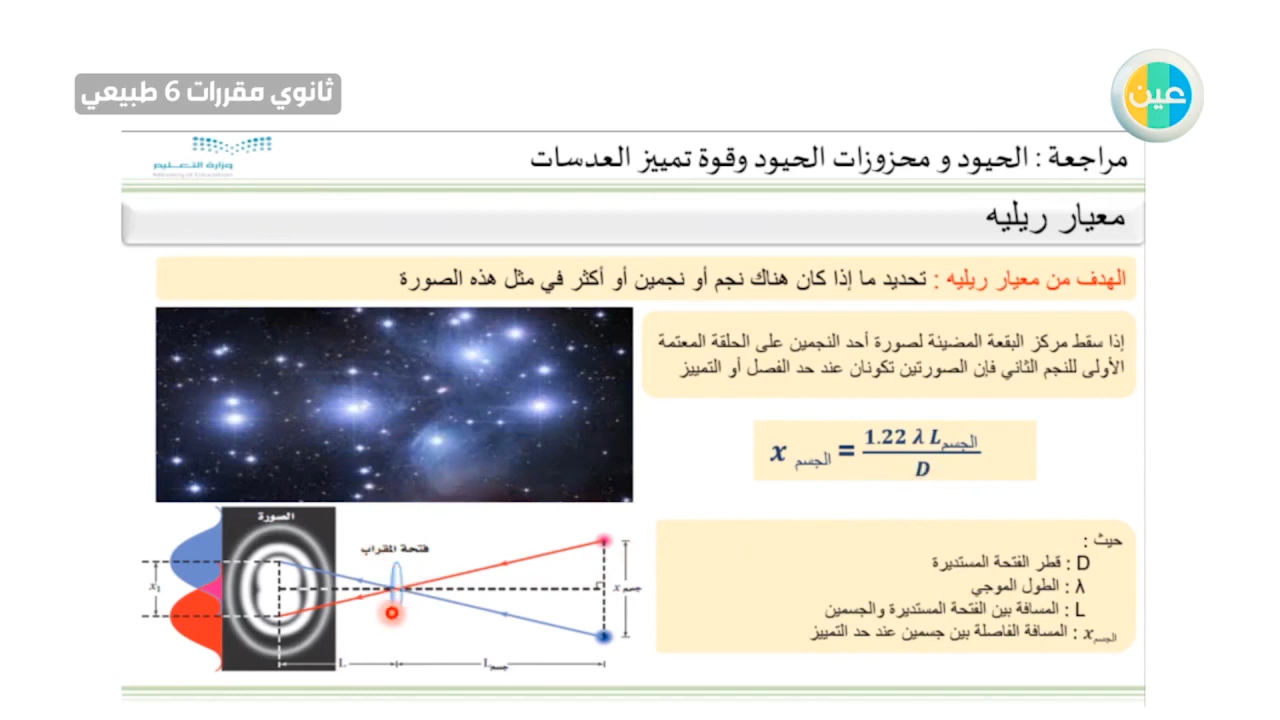 ثانوي مقررات 6 طبيعي
عين
وزارة التعليم
Ministry of Education
مراجعة : الحيود و محزوزات الحيود وقوة تمييز العدسات
معيار ريليه
الهدف من معيار ريليه : تحديد ما إذا كان هناك نجم أو نجمين أو أكثر في مثل هذه الصورة
إذا سقط مركز البقعة المضيئة لصورة أحد النجمين على الحلقة المعتمة
الأولى للنجم الثاني فإن الصورتين تكونان عند حد الفصل أو التمييز
x الجسم = 1.22 λ L الجسم / D
حيث :
D : قطر الفتحة المستديرة
λ : الطول الموجي
L : المسافة بين الفتحة المستديرة والجسمين
x الجسم : المسافة الفاصلة بين جسمين عند حد التمييز
الصورة
فتحة المقراب
x جسم
L
L جسم